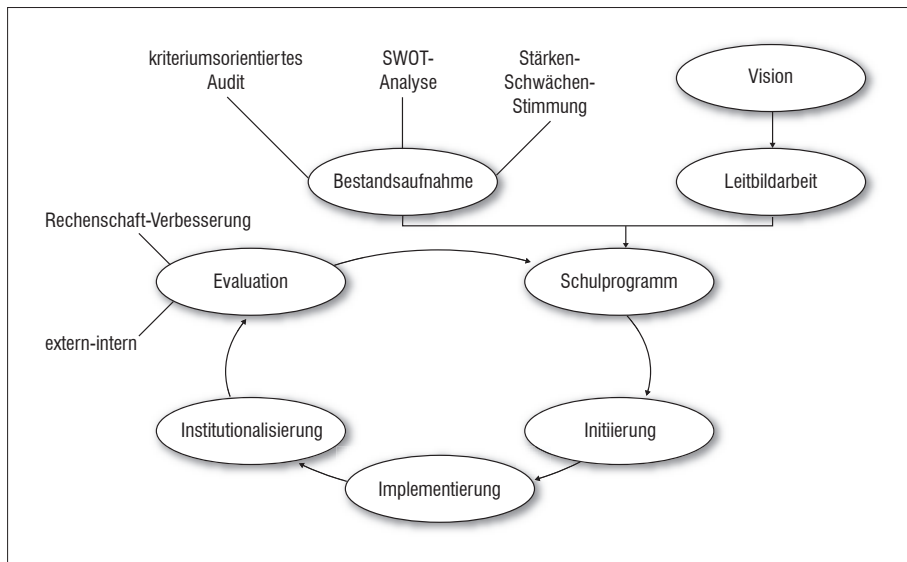 kriteriumsorientiertes
Audit
SWOT-
Analyse
Stärken-
Schwächen-
Stimmung
Vision
Bestandsaufnahme
Leitbildarbeit
Rechenschaft-Verbesserung
Evaluation
Schulprogramm
extern-intern
Institutionalisierung
Initiierung
Implementierung